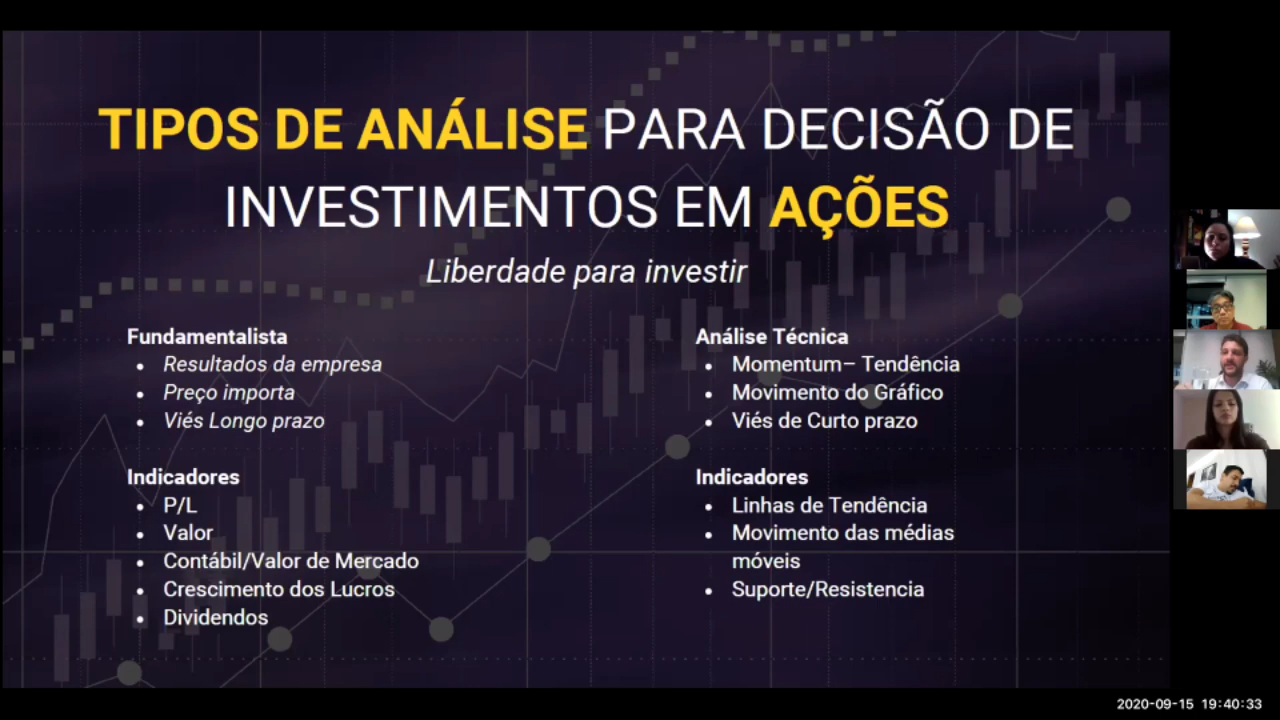 TIPOS DE ANÁLISE PARA DECISÃO DE
INVESTIMENTOS EM AÇÕES
Liberdade para investir
Fundamentalista
• Resultados da empresa
• Preço importa
• Viés Longo prazo
Indicadores
• P/L
• Valor
• Contábil/Valor de Mercado
• Crescimento dos Lucros
• Dividendos
Análise Técnica
• Momentum– Tendência
• Movimento do Gráfico
• Viés de Curto prazo
Indicadores
• Linhas de Tendência
• Movimento das médias
móveis
• Suporte/Resistencia
2020-09-15 19:40:33